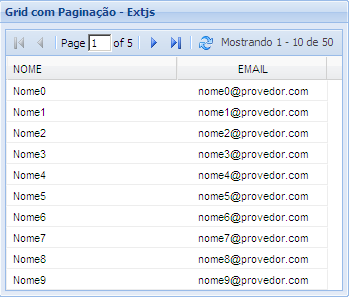 Grid com Paginação - Extjs
Page 1 of 5 Mostrando 1 - 10 de 50
NOME EMAIL
Nome0 nome0@provedor.com
Nome1 nome1@provedor.com
Nome2 nome2@provedor.com
Nome3 nome3@provedor.com
Nome4 nome4@provedor.com
Nome5 nome5@provedor.com
Nome6 nome6@provedor.com
Nome7 nome7@provedor.com
Nome8 nome8@provedor.com
Nome9 nome9@provedor.com